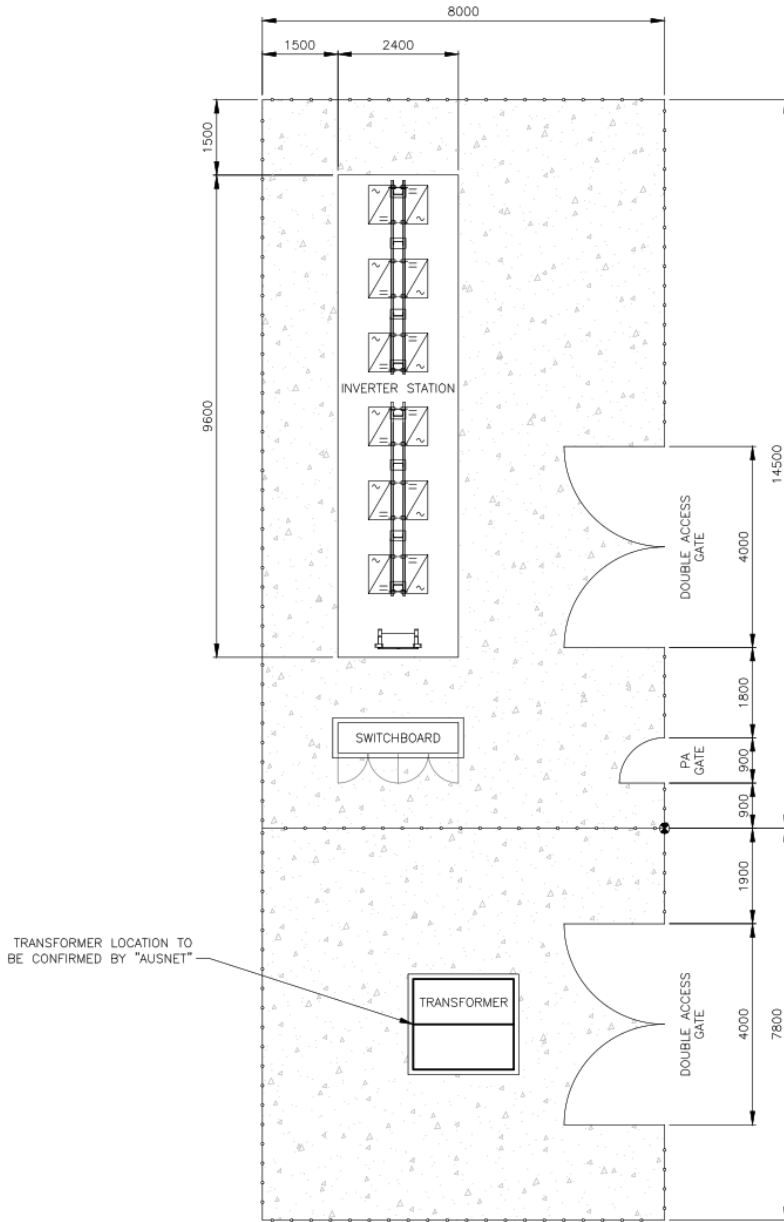 8000
1500
2400
1500
9600
INVERTER STATION
14500
DOUBLE ACCESS
GATE
4000
1800
SWITCHBOARD
PA
GATE
900
900
1900
TRANSFORMER LOCATION TO
BE CONFIRMED BY "AUSNET"
TRANSFORMER
DOUBLE ACCESS
GATE
4000
7800